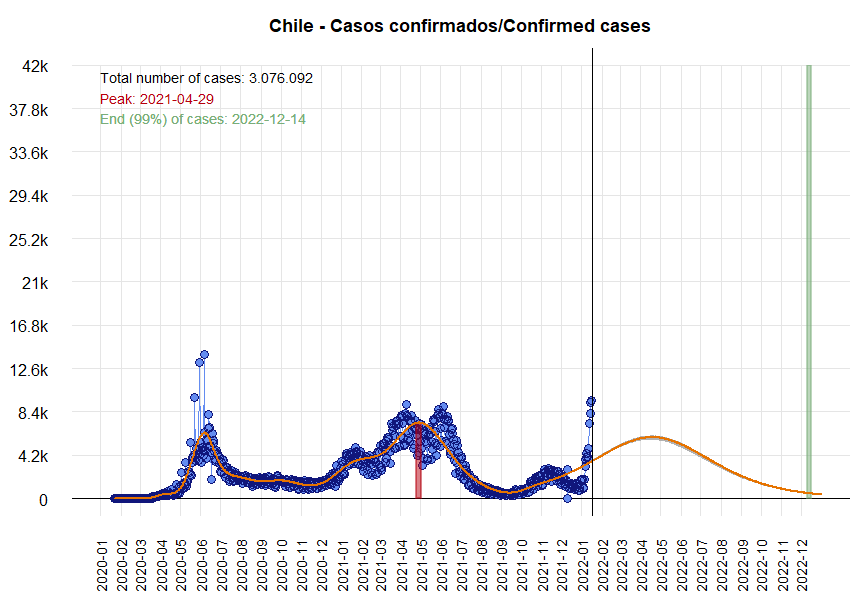 Chile - Casos confirmados/Confirmed cases
Total number of cases: 3.076.092
Peak: 2021-04-29
End (99%) of cases: 2022-12-14
42k
37.8k
33.6k
29.4k
25.2k
21k
16.8k
12.6k
8.4k
4.2k
0
2020-01
2020-02
2020-03
2020-04
2020-05
2020-06
2020-07
2020-08
2020-09
2020-10
2020-11
2020-12
2021-01
2021-02
2021-03
2021-04
2021-05
2021-06
2021-07
2021-08
2021-09
2021-10
2021-11
2021-12
2022-01
2022-02
2022-03
2022-04
2022-05
2022-06
2022-07
2022-08
2022-09
2022-10
2022-11
2022-12